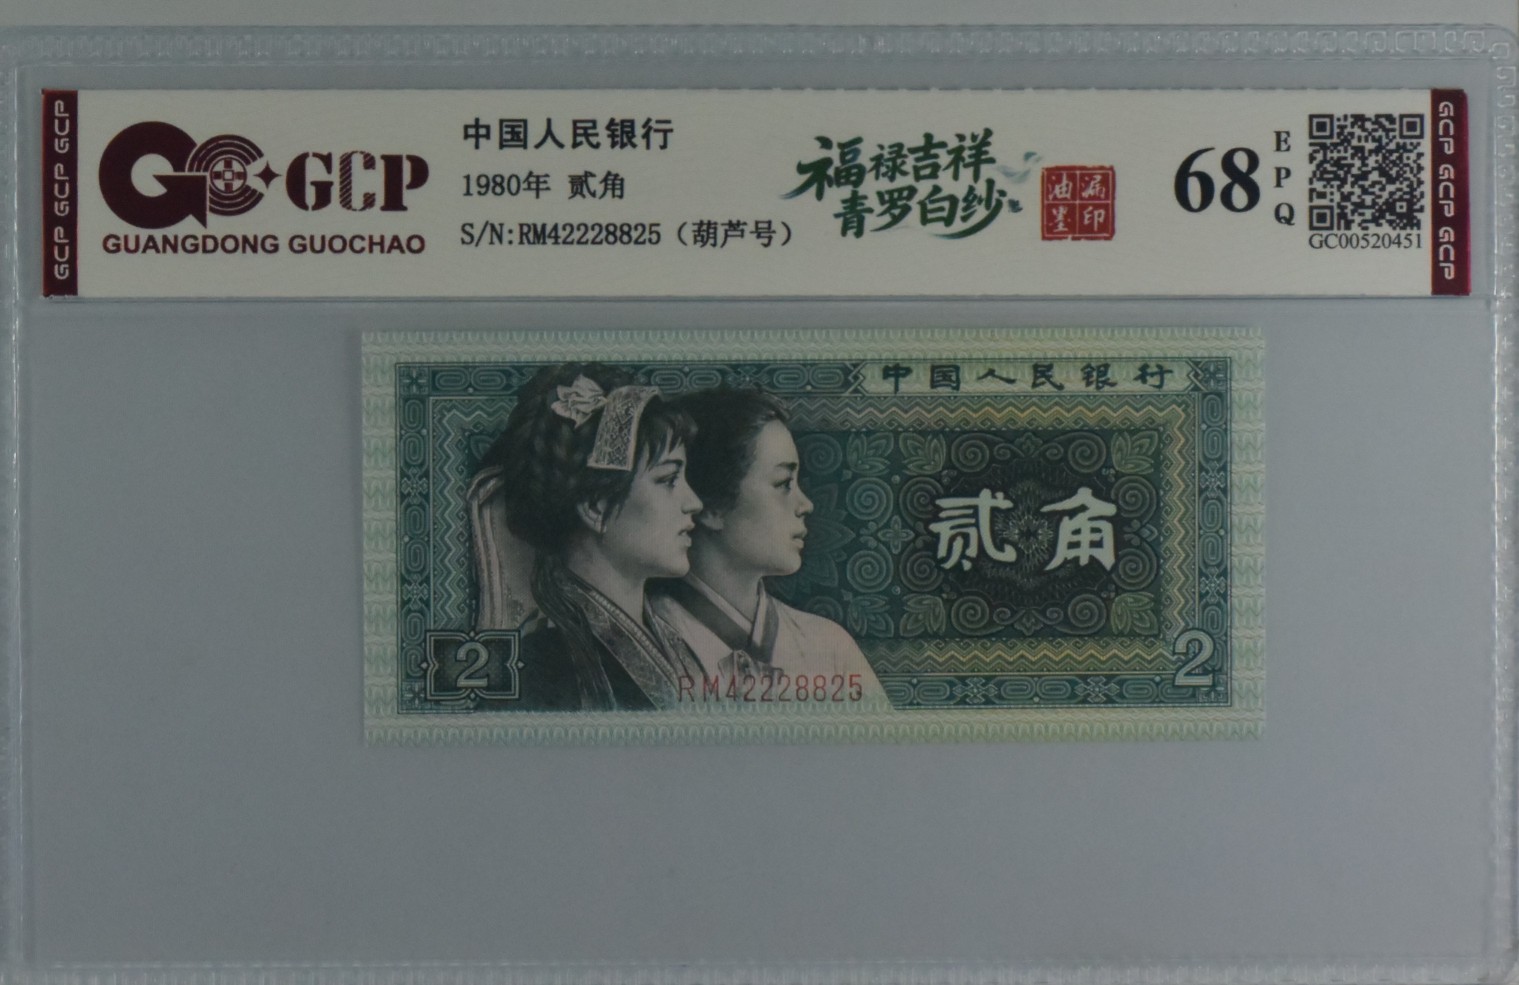 GCP GCP GCP
GCP
GUANGDONG GUOCHAO
中国人民银行
1980年 贰角
S/N:RM42228825（葫芦号）
福禄吉祥
青罗白纱
油漏
墨印
68
EPQ
GC00520451
GCP GCP GCP
中国人民银行
贰角
2
2
RM42228825